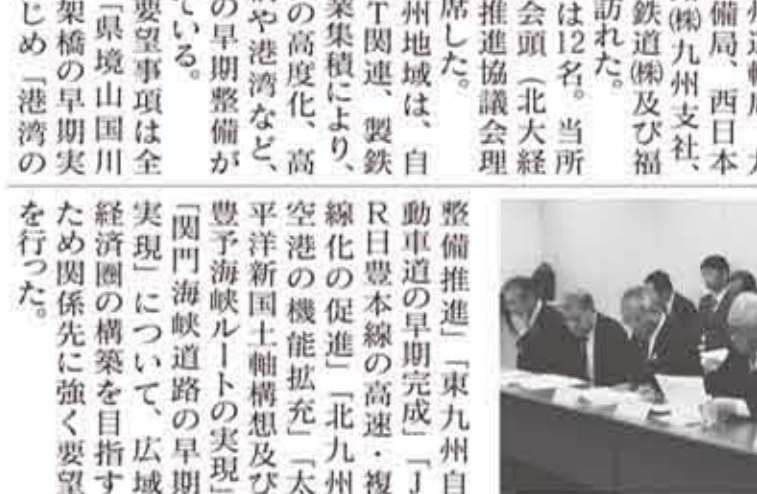 州運輸局、九
備局、西日本
㈱九州支社、
鉄道㈱及び福
訪れた。
は12名。当所
会頭（北大経
推進協議会理
席した。
州地域は、自
T関連、製鉄
業集積により、
の高度化、高
や港湾など、
の早期整備が
ている。
要望事項は全
「県境山国川
架橋の早期実
じめ「港湾の
整備推進」「東九州自
動車道の早期完成」「J
R日豊本線の高速・複
線化の促進」「北九州
空港の機能拡充」「太
平洋新国土軸構想及び
豊予海峡ルートの実現」
「関門海峡道路の早期
実現」について、広域
経済圏の構築を目指す
ため関係先に強く要望
を行った。